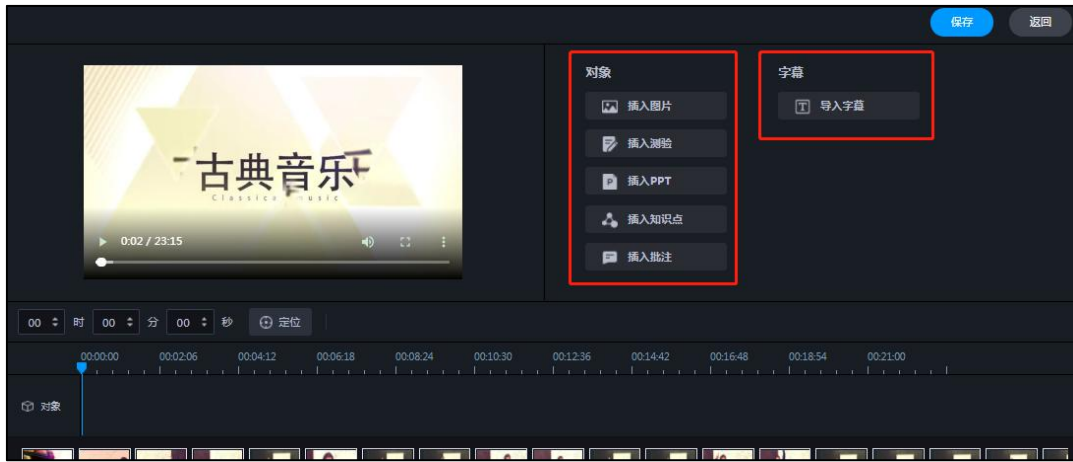 保存
返回
对象
字幕
插入图片
导入字幕
插入测验
插入PPT
插入知识点
插入批注
古典音乐
Classica music
0:02 / 23:15
00 时 00 分 00 秒 定位
00:00:00 00:02:06 00:04:12 00:06:18 00:08:24 00:10:30 00:12:36 00:14:42 00:16:48 00:18:54 00:21:00
对象